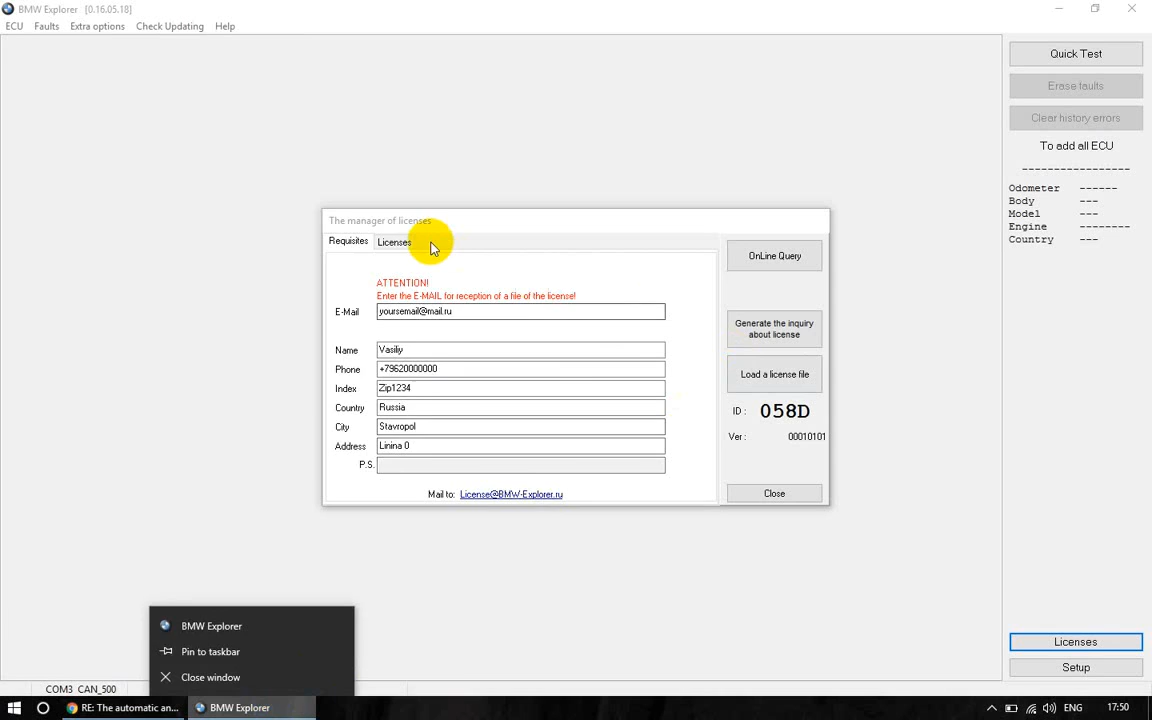 BMW Explorer [0.16.05.18]
ECU Faults Extra options Check Updating Help
Quick Test
Erase faults
Clear history errors
To add all ECU
-----------------
Odometer ------
Body ---
Model ---
Engine --------
Country ---
The manager of licenses
Requisites Licenses
ATTENTION!
Enter the E-MAIL for reception of a file of the license!
E-Mail yoursemail@mail.ru
Name Vasiliy
Phone +79620000000
Index Zip1234
Country Russia
City Stavropol
Address Linina 0
P.S.
Mail to: License@BMW-Explorer.ru
OnLine Query
Generate the inquiry
about license
Load a license file
ID : 058D
Ver : 00010101
Close
BMW Explorer
Pin to taskbar
Close window
Licenses
Setup
COM3 CAN_500
RE: The automatic an...
BMW Explorer
ENG
17:50